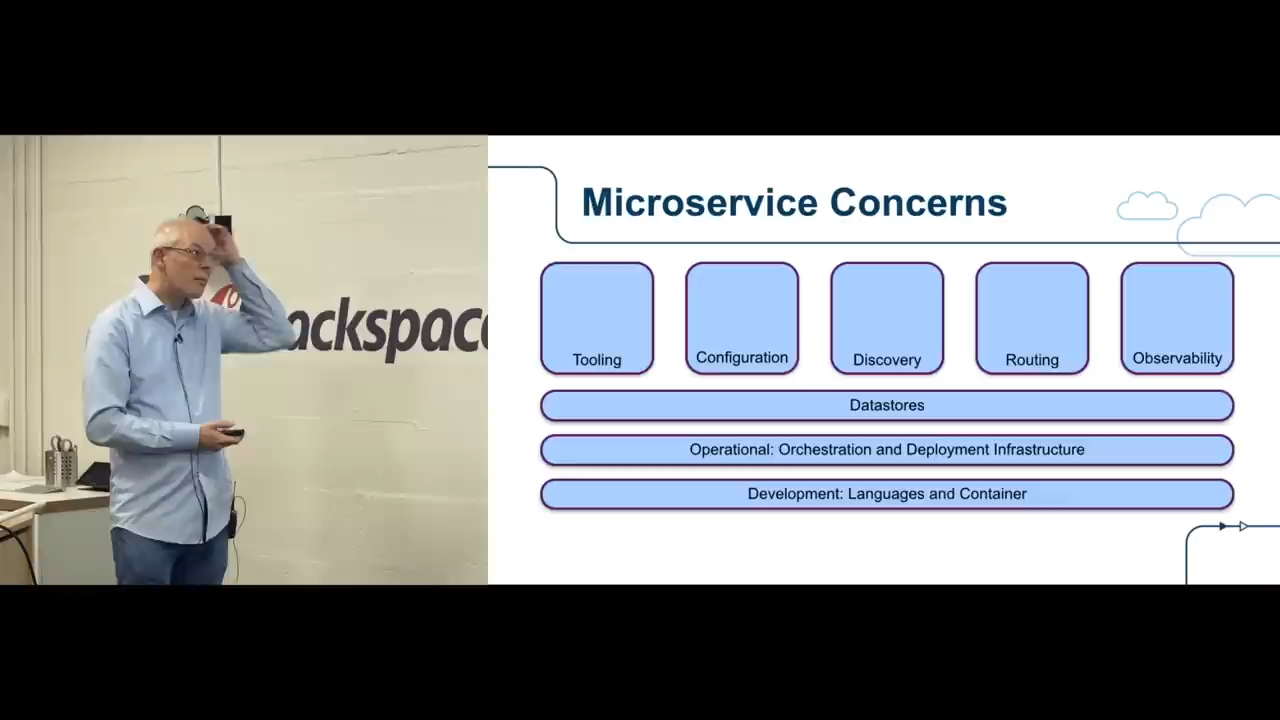 ackspac
Microservice Concerns
Tooling
Configuration
Discovery
Routing
Observability
Datastores
Operational: Orchestration and Deployment Infrastructure
Development: Languages and Container